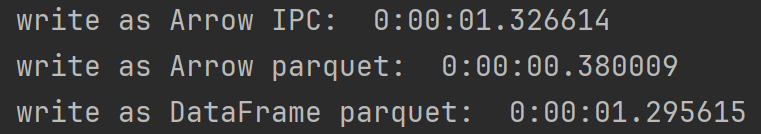 write as Arrow IPC:  0:00:01.326614
write as Arrow parquet:  0:00:00.380009
write as DataFrame parquet:  0:00:01.295615